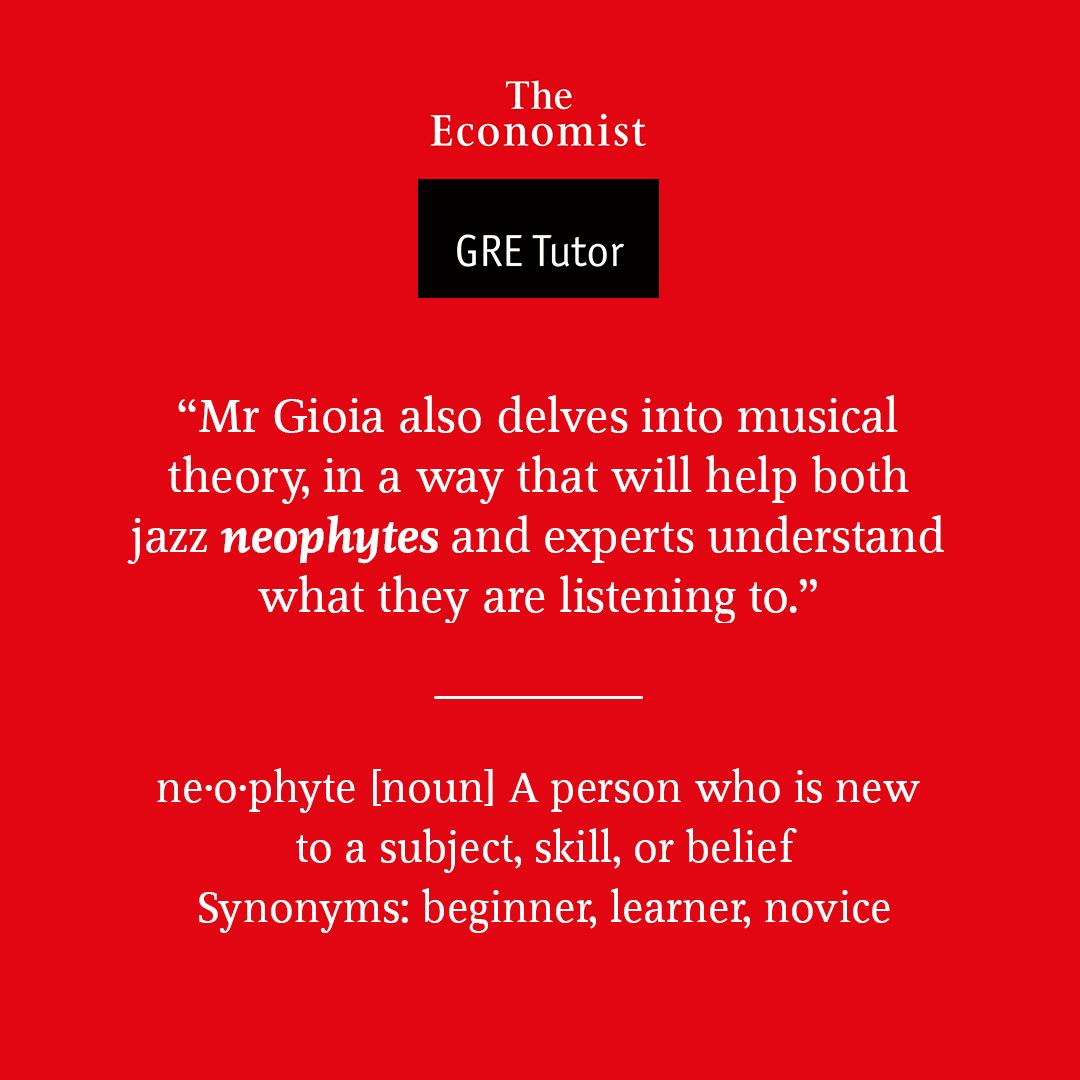 The
Economist
GRE Tutor
“Mr Gioia also delves into musical
theory, in a way that will help both
jazz neophytes and experts understand
what they are listening to.”
ne·o·phyte [noun] A person who is new
to a subject, skill, or belief
Synonyms: beginner, learner, novice